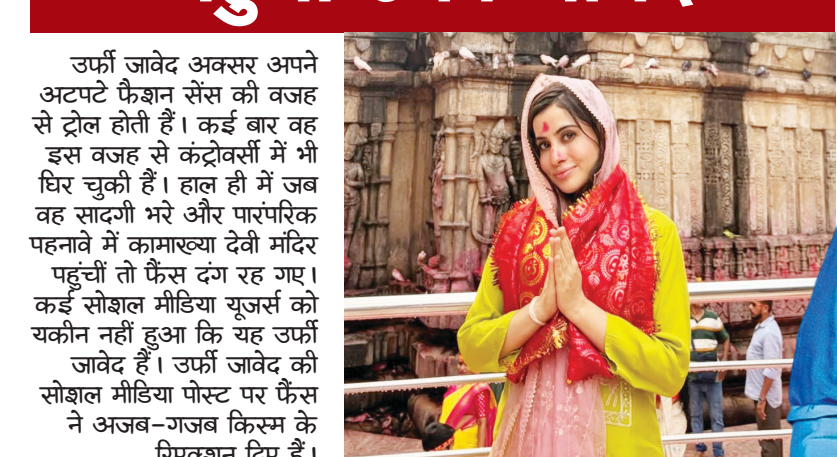 उर्फी जावेद अक्सर अपने
अटपटे फैशन सेंस की वजह
से ट्रोल होती हैं। कई बार वह
इस वजह से कंट्रोवर्सी में भी
घिर चुकी हैं। हाल ही में जब
वह सादगी भरे और पारंपरिक
पहनावे में कामाख्या देवी मंदिर
पहुंचीं तो फैंस दंग रह गए।
कई सोशल मीडिया यूजर्स को
यकीन नहीं हुआ कि यह उर्फी
जावेद हैं। उर्फी जावेद की
सोशल मीडिया पोस्ट पर फैंस
ने अजब-गजब किस्म के